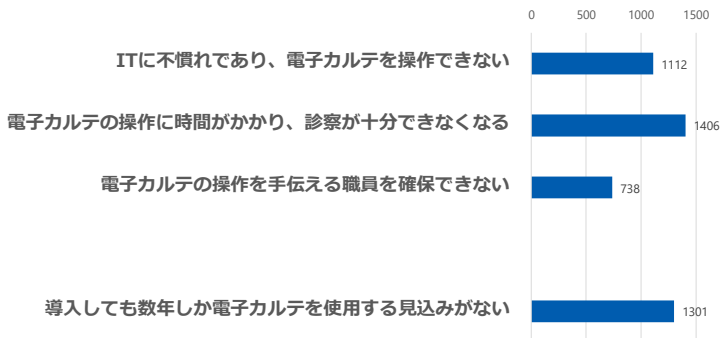 0 500 1000 1500
ITに不慣れであり、電子カルテを操作できない 1112
電子カルテの操作に時間がかかり、診察が十分できなくなる 1406
電子カルテの操作を手伝える職員を確保できない 738
導入しても数年しか電子カルテを使用する見込みがない 1301